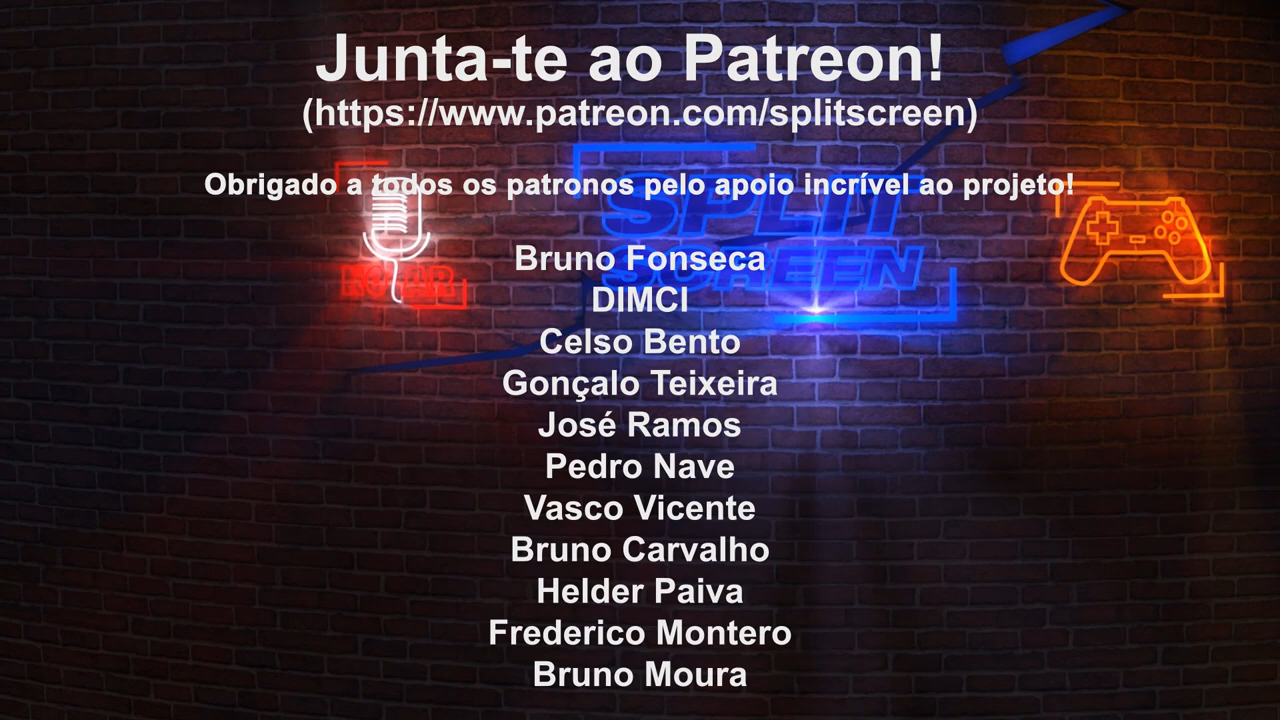 Junta-te ao Patreon!
(https://www.patreon.com/splitscreen)
Obrigado a todos os patronos pelo apoio incrível ao projeto!
SPLIT
SCREEN
Bruno Fonseca
DIMCI
Celso Bento
Gonçalo Teixeira
José Ramos
Pedro Nave
Vasco Vicente
Bruno Carvalho
Helder Paiva
Frederico Montero
Bruno Moura